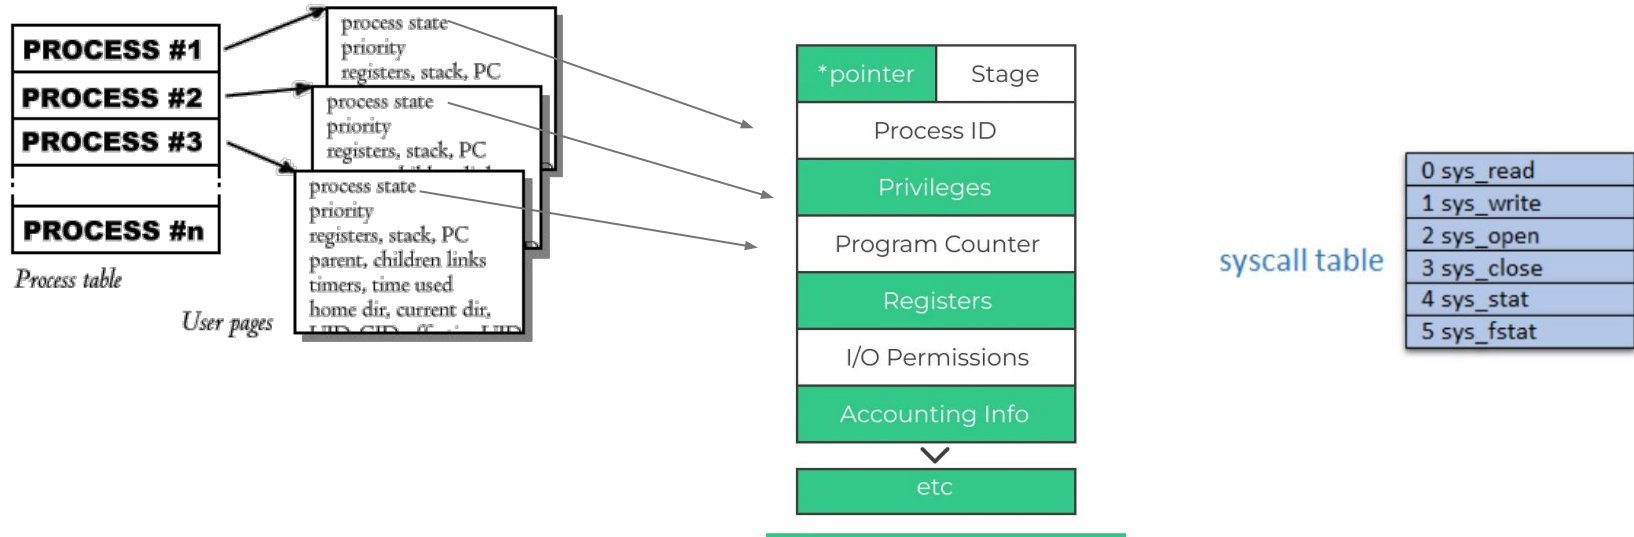 PROCESS #1
PROCESS #2
PROCESS #3
PROCESS #n
Process table
process state
priority
registers, stack, PC
process state
priority
registers, stack, PC
process state
priority
registers, stack, PC
parent, children links
timers, time used
home dir, current dir,
User pages
*pointer
Stage
Process ID
Privileges
Program Counter
Registers
I/O Permissions
Accounting Info
etc
syscall table
0 sys_read
1 sys_write
2 sys_open
3 sys_close
4 sys_stat
5 sys_fstat